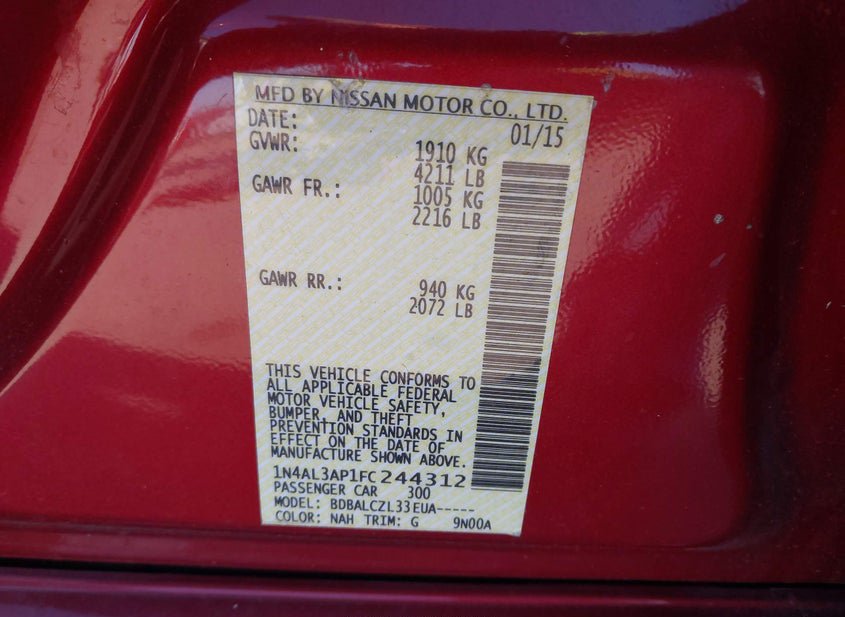 MFD BY NISSAN MOTOR CO., LTD.
DATE: 01/15
GVWR: 1910 KG
4211 LB
GAWR FR.: 1005 KG
2216 LB
GAWR RR.: 940 KG
2072 LB
THIS VEHICLE CONFORMS TO
ALL APPLICABLE FEDERAL
MOTOR VEHICLE SAFETY,
BUMPER, AND THEFT
PREVENTION STANDARDS IN
EFFECT ON THE DATE OF
MANUFACTURE SHOWN ABOVE.
1N4AL3AP1FC244312
PASSENGER CAR 300
MODEL: BDBALCZL33EUA-----
COLOR: NAH TRIM: G 9N00A